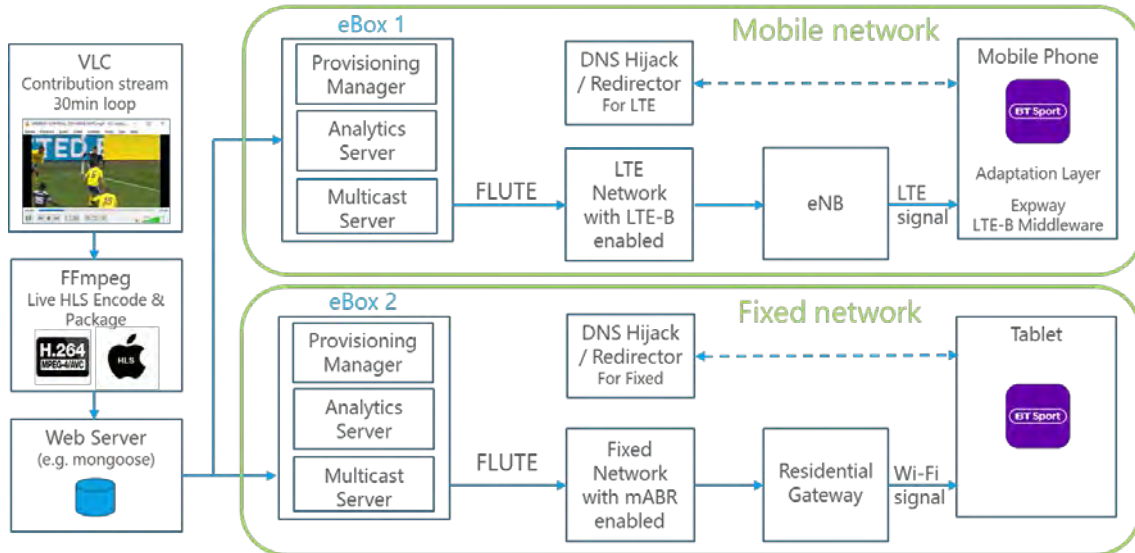 VLC
Contribution stream
30min loop
TED F
FFmpeg
Live HLS Encode &
Package
H.264
MPEG-4/AVC
HLS
Web Server
(e.g. mongoose)
eBox 1
Mobile network
Provisioning
Manager
Analytics
Server
Multicast Server
FLUTE
DNS Hijack
/ Redirector
For LTE
LTE
Network
with LTE-B
enabled
eNB
LTE
signal
Mobile Phone
BT Sport
Adaptation Layer
Expway
LTE-B Middleware
eBox 2
Fixed network
Provisioning
Manager
Analytics
Server
Multicast
Server
FLUTE
DNS Hijack
/ Redirector
For Fixed
Fixed
Network
with mABR
enabled
Residential
Gateway
Wi-Fi
signal
Tablet
BT Sport